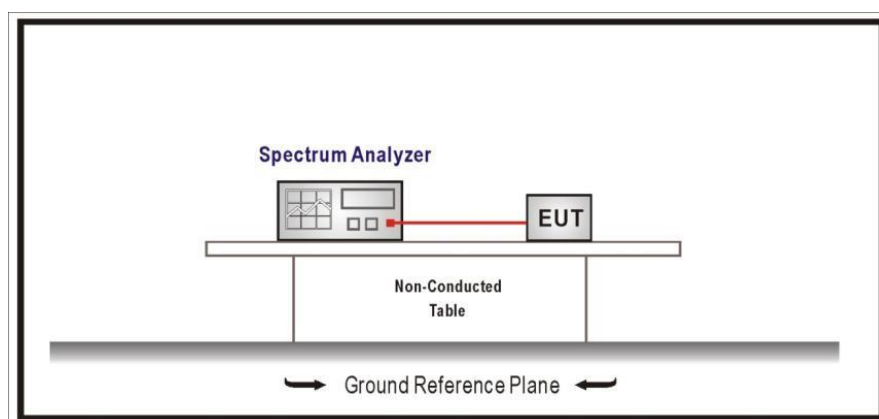 Spectrum Analyzer
EUT
Non-Conducted
Table
Ground Reference Plane